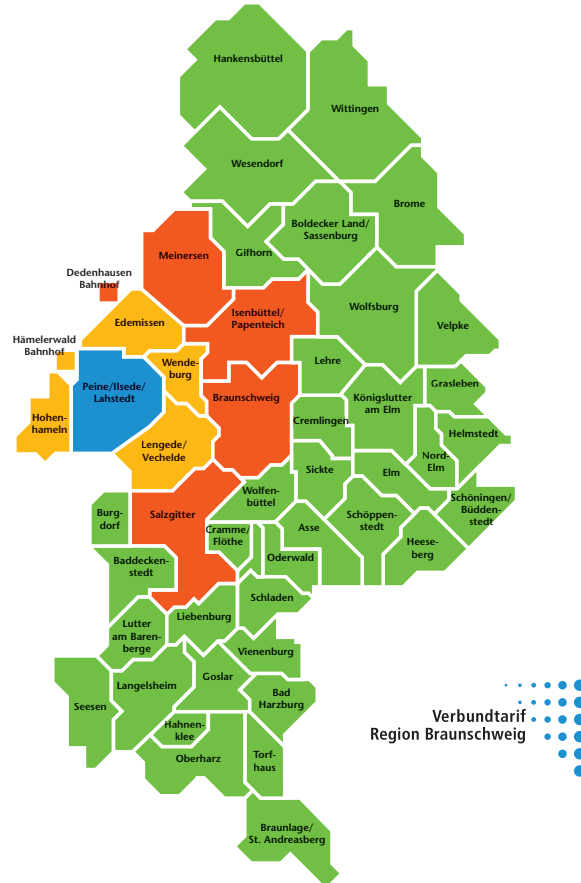 Hankensbüttel
Wittingen
Wesendorf
Brome
Boldecker Land/
Sassenburg
Gifhorn
Meinersen
Dedenhausen
Bahnhof
Isenbüttel/
Papenteich
Wolfsburg
Edemissen
Velpke
Hämelerwald
Bahnhof
Wende-
burg
Lehre
Peine/Ilsede/
Lahstedt
Braunschweig
Königslutter
am Elm
Grasleben
Hohen-
hameln
Cremlingen
Helmstedt
Lengede/
Vechelde
Nord-
Elm
Sickte
Elm
Wolfen-
büttel
Schöningen/
Büdden-
stedt
Burg-
dorf
Salzgitter
Schöppen-
stedt
Cramme/
Flöthe
Asse
Heese-
berg
Oderwald
Baddecken-
stedt
Schladen
Liebenburg
Lutter
am Baren-
berge
Vienenburg
Langelsheim
Goslar
Bad
Harzburg
Seesen
Hahnen-
klee
Oberharz
Torf-
haus
Verbundtarif
Region Braunschweig
Braunlage/
St. Andreasberg